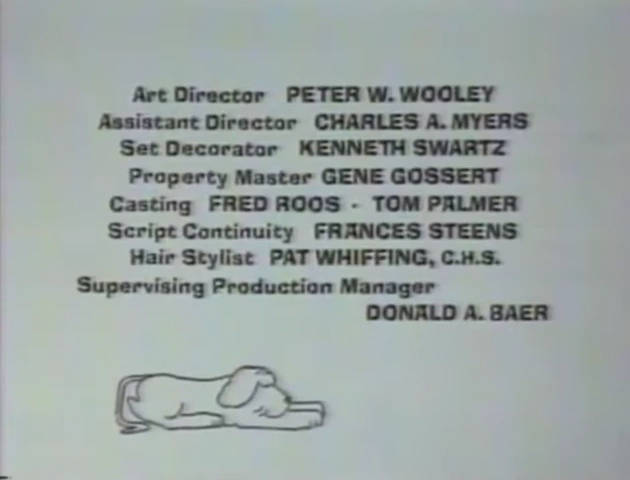 Art Director PETER W. WOOLEY
Assistant Director CHARLES A. MYERS
Set Decorator KENNETH SWARTZ
Property Master GENE GOSSERT
Casting FRED ROOS - TOM PALMER
Script Continuity FRANCES STEENS
Hair Stylist PAT WHIFFING, C.H.S.
Supervising Production Manager
DONALD A. BAER